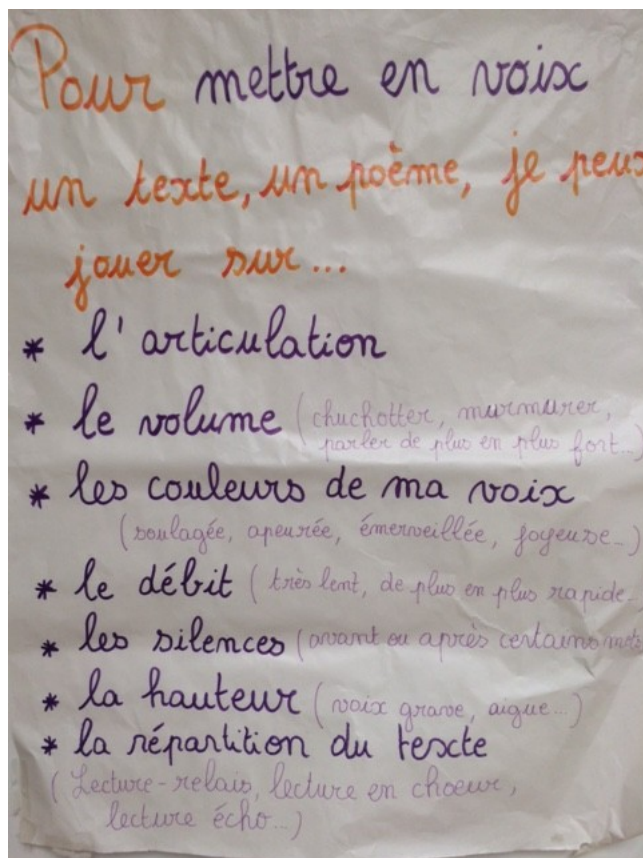 Pour mettre en voix
un texte, un poème, je peux
jouer sur...
* l'articulation
* le volume (chuchotter, murmurer,
parler de plus en plus fort...)
* les couleurs de ma voix
(soulagée, apeurée, émerveillée, joyeuse...)
* le débit (très lent, de plus en plus rapide...
* les silences (avant ou après certains mots
* la hauteur (voix grave, aigue...)
* la répartition du texte
(Lecture-relais, lecture en choeur,
lecture écho...)